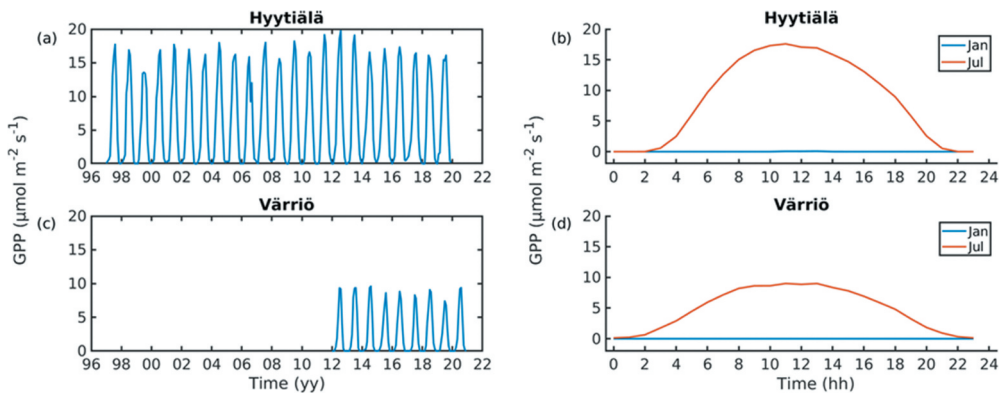 Hyytiälä
(a)
20
15
10
5
0
96 98 00 02 04 06 08 10 12 14 16 18 20 22
Hyytiälä
(b)
20
15
10
5
0
0 2 4 6 8 10 12 14 16 18 20 22 24
Jan
Jul
Värriö
(c)
20
15
10
5
0
96 98 00 02 04 06 08 10 12 14 16 18 20 22
Time (yy)
GPP (μmol m⁻² s⁻¹)
Värriö
(d)
20
15
10
5
0
0 2 4 6 8 10 12 14 16 18 20 22 24
Time (hh)
GPP (μmol m⁻² s⁻¹)
Jan
Jul